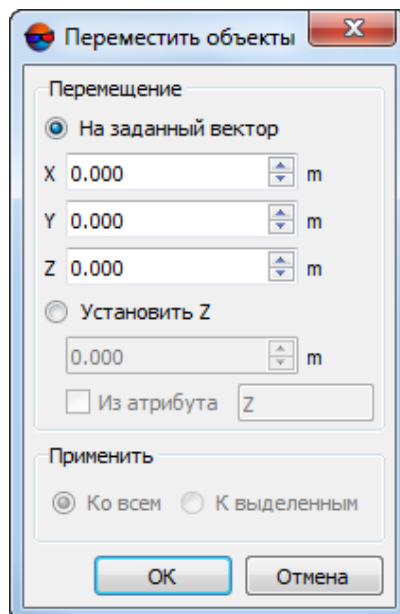 Переместить объекты
Перемещение
На заданный вектор
X 0.000 m
Y 0.000 m
Z 0.000 m
Установить Z
0.000 m
Из атрибута Z
Применить
Ко всем К выделенным
OK Отмена